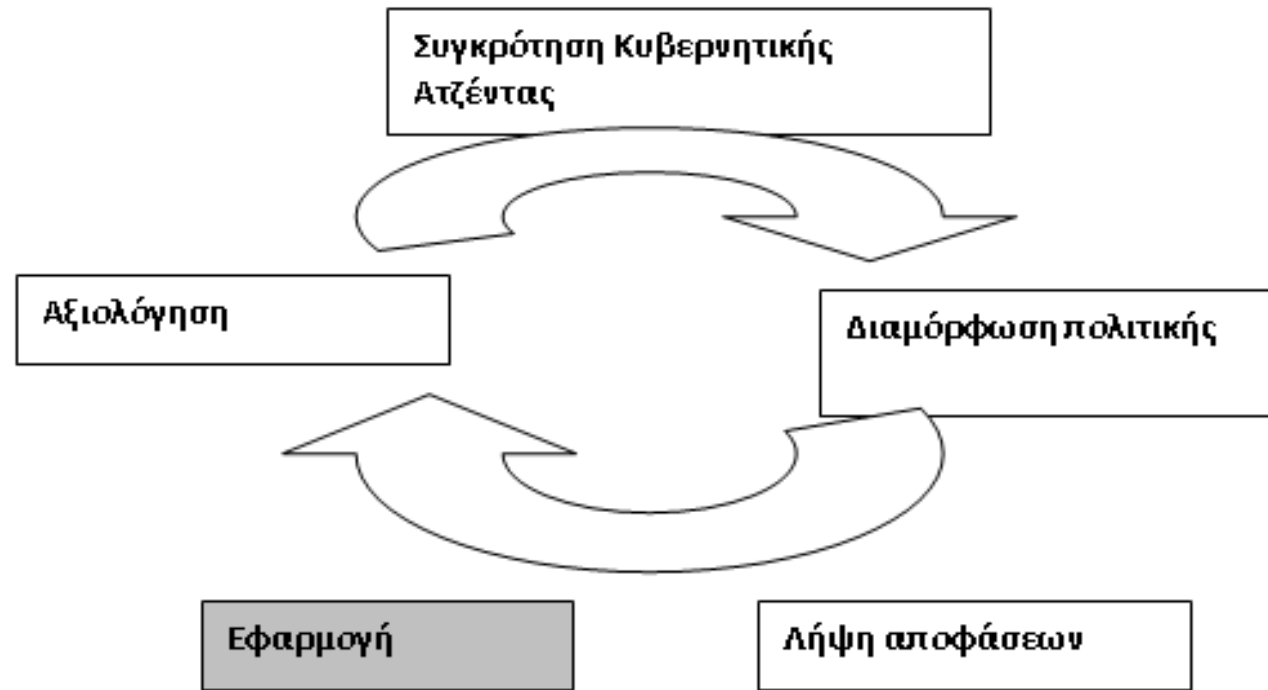 Συγκρότηση Κυβερνητικής
Ατζέντας
Αξιολόγηση
Διαμόρφωση πολιτικής
Εφαρμογή
Λήψη αποφάσεων